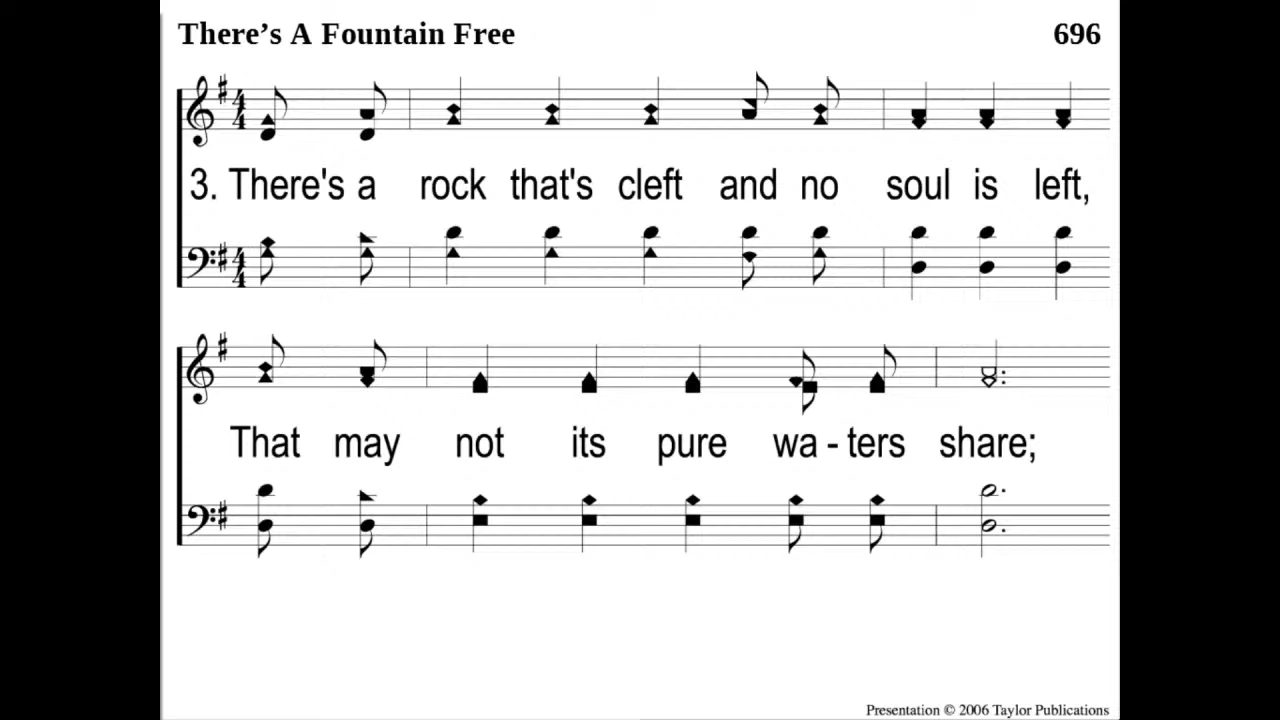 There’s A Fountain Free 696
3. There's a rock that's cleft and no soul is left,
That may not its pure wa - ters share;
Presentation © 2006 Taylor Publications